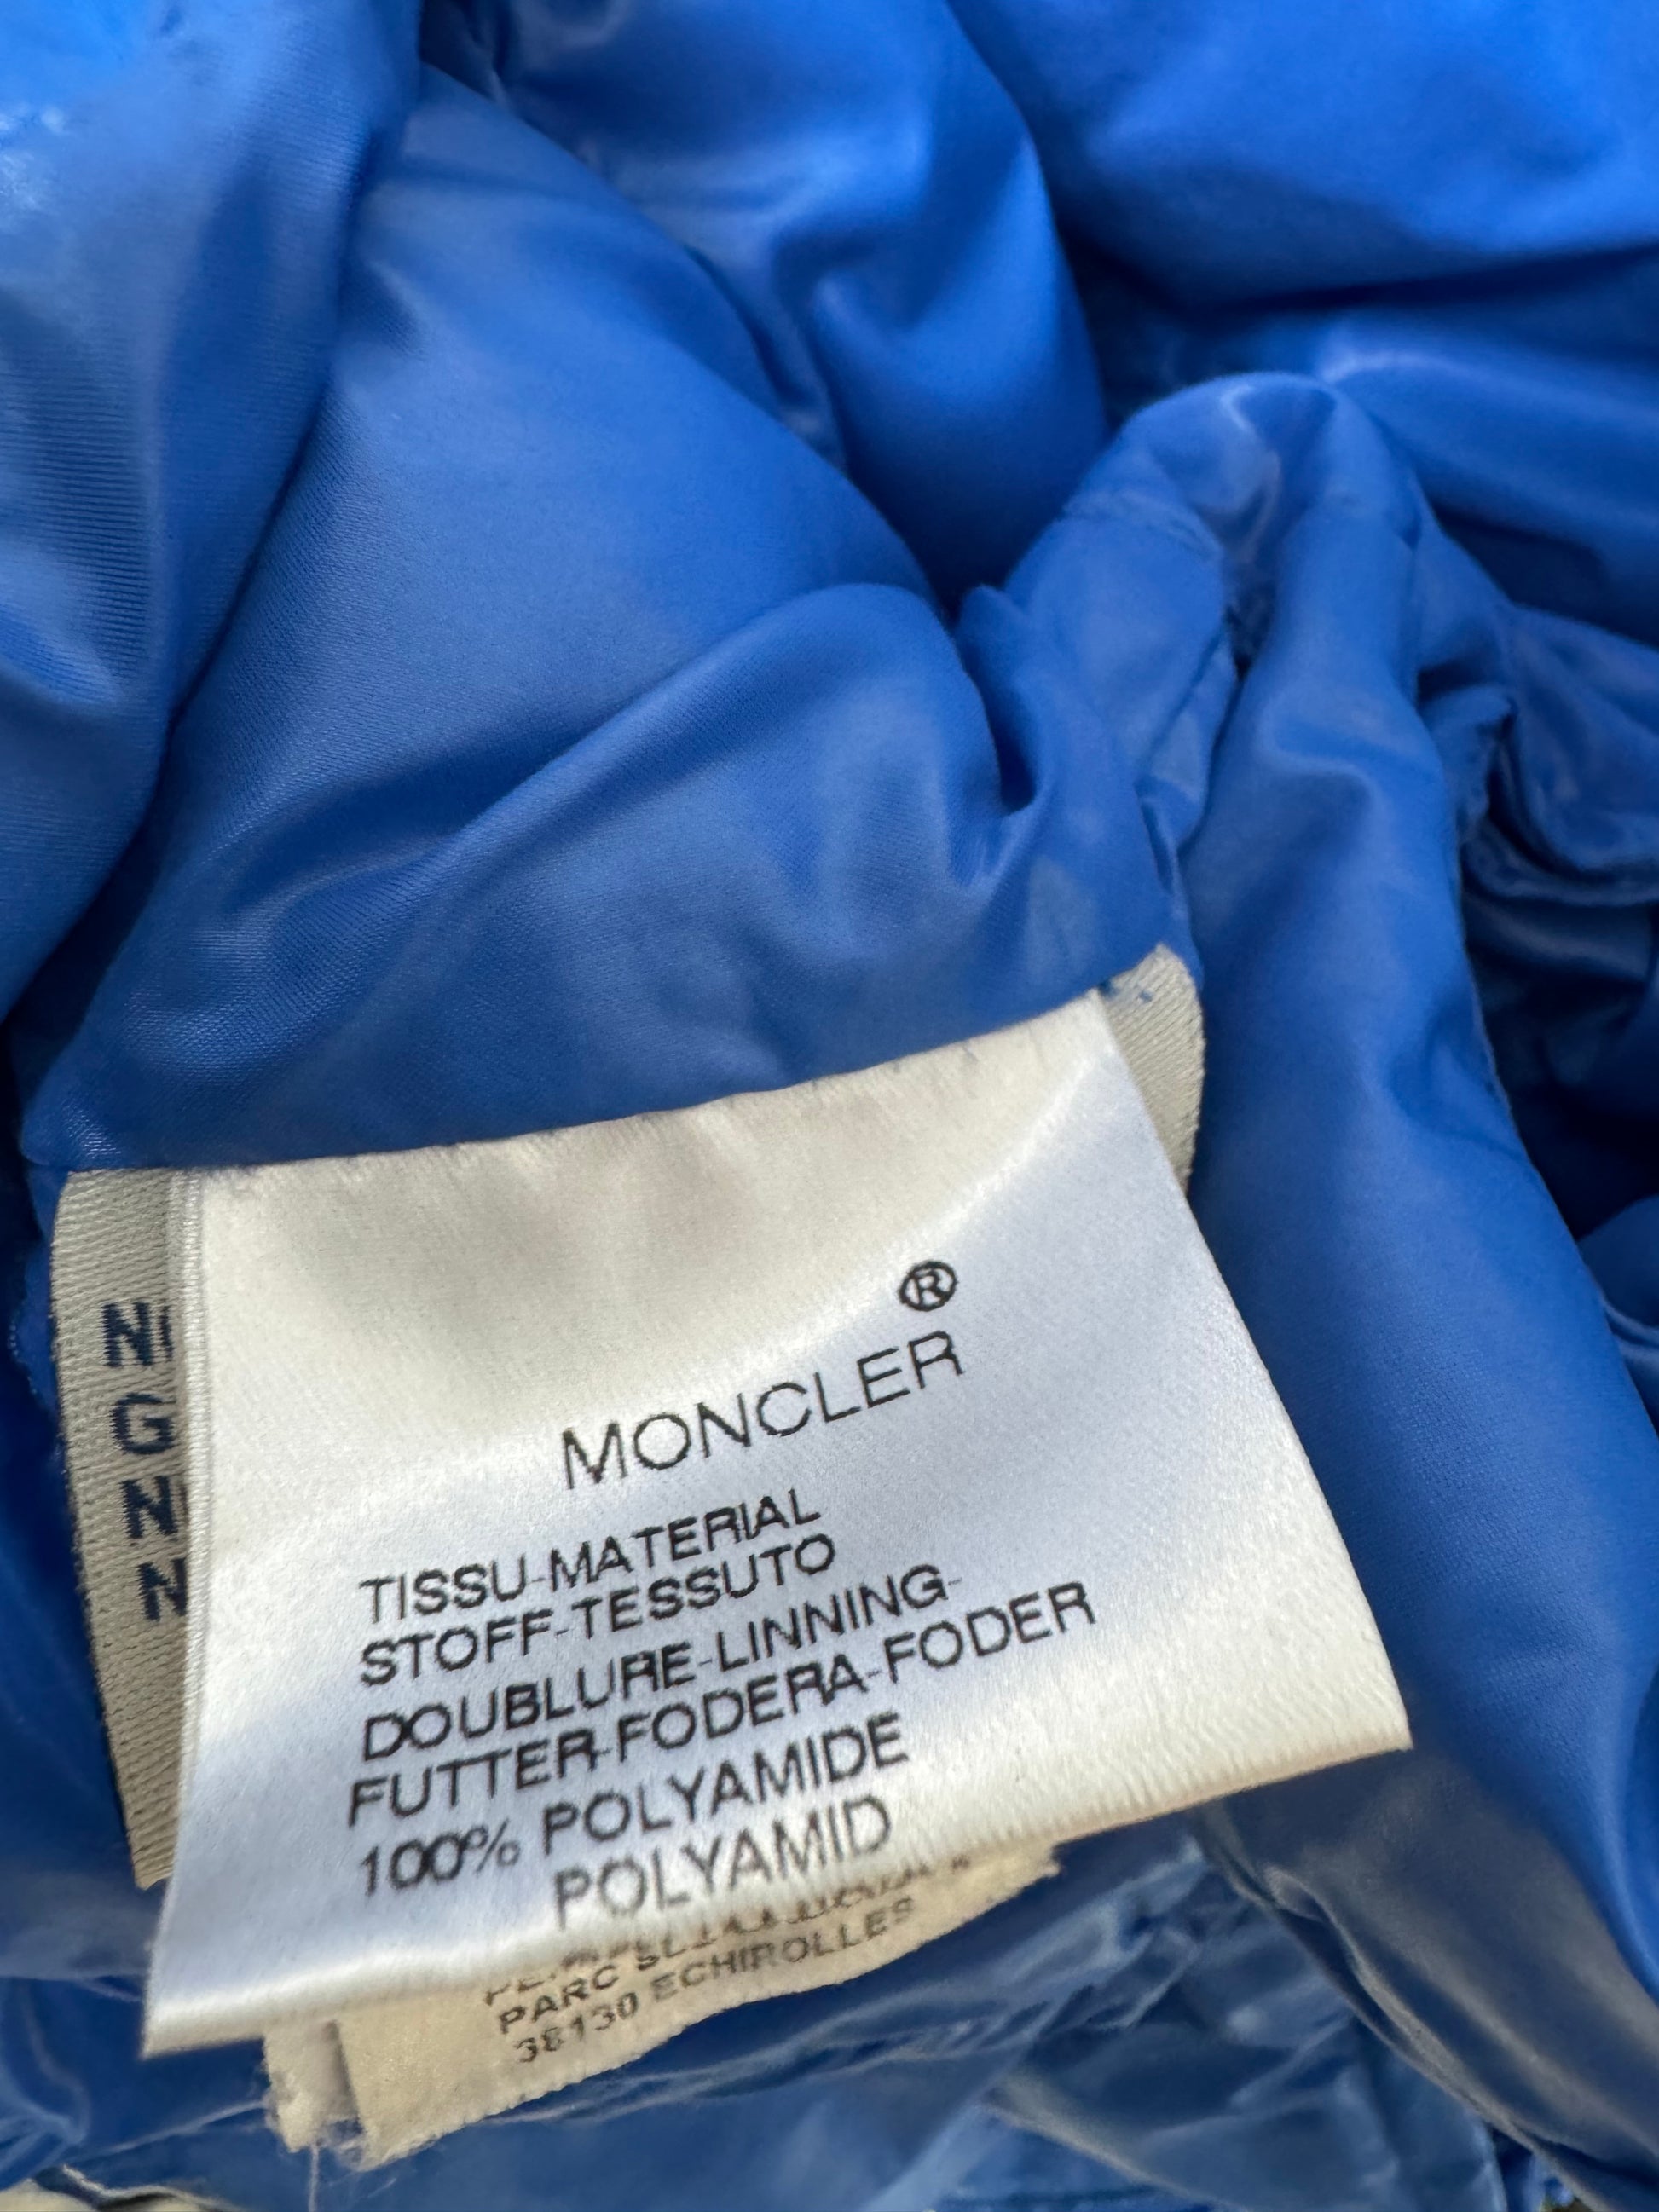 ®
MONCLER
TISSU-MATERIAL
STOFF-TESSUTO
DOUBLURE-LINNING-
FUTTER-FODERA-FODER
100% POLYAMIDE
POLYAMID
PARC
38130 ECHIROLLES
N
G
N
N